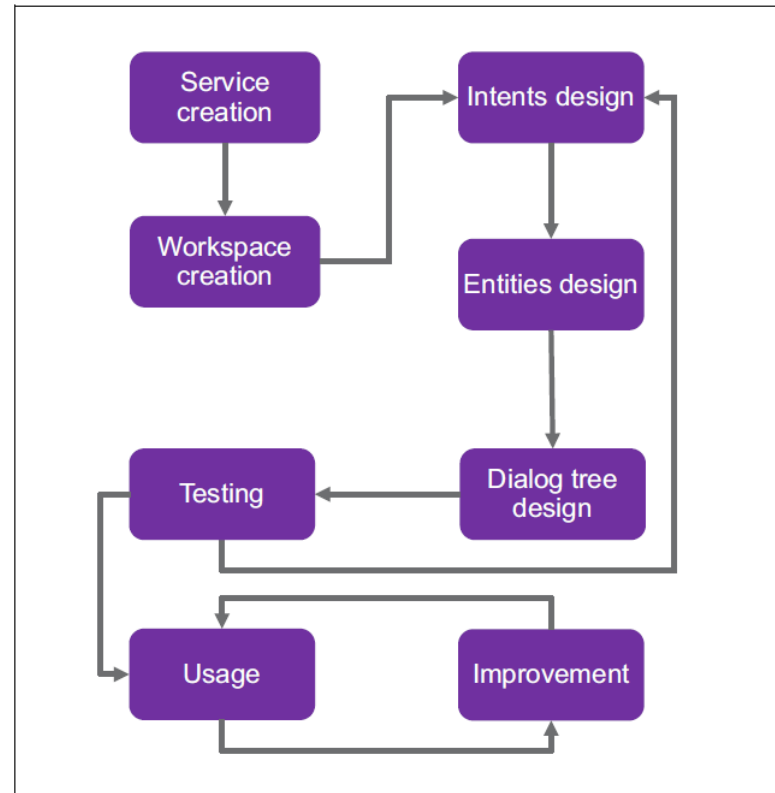 Service
creation
Intents design
Workspace
creation
Entities design
Testing
Dialog tree
design
Usage
Improvement